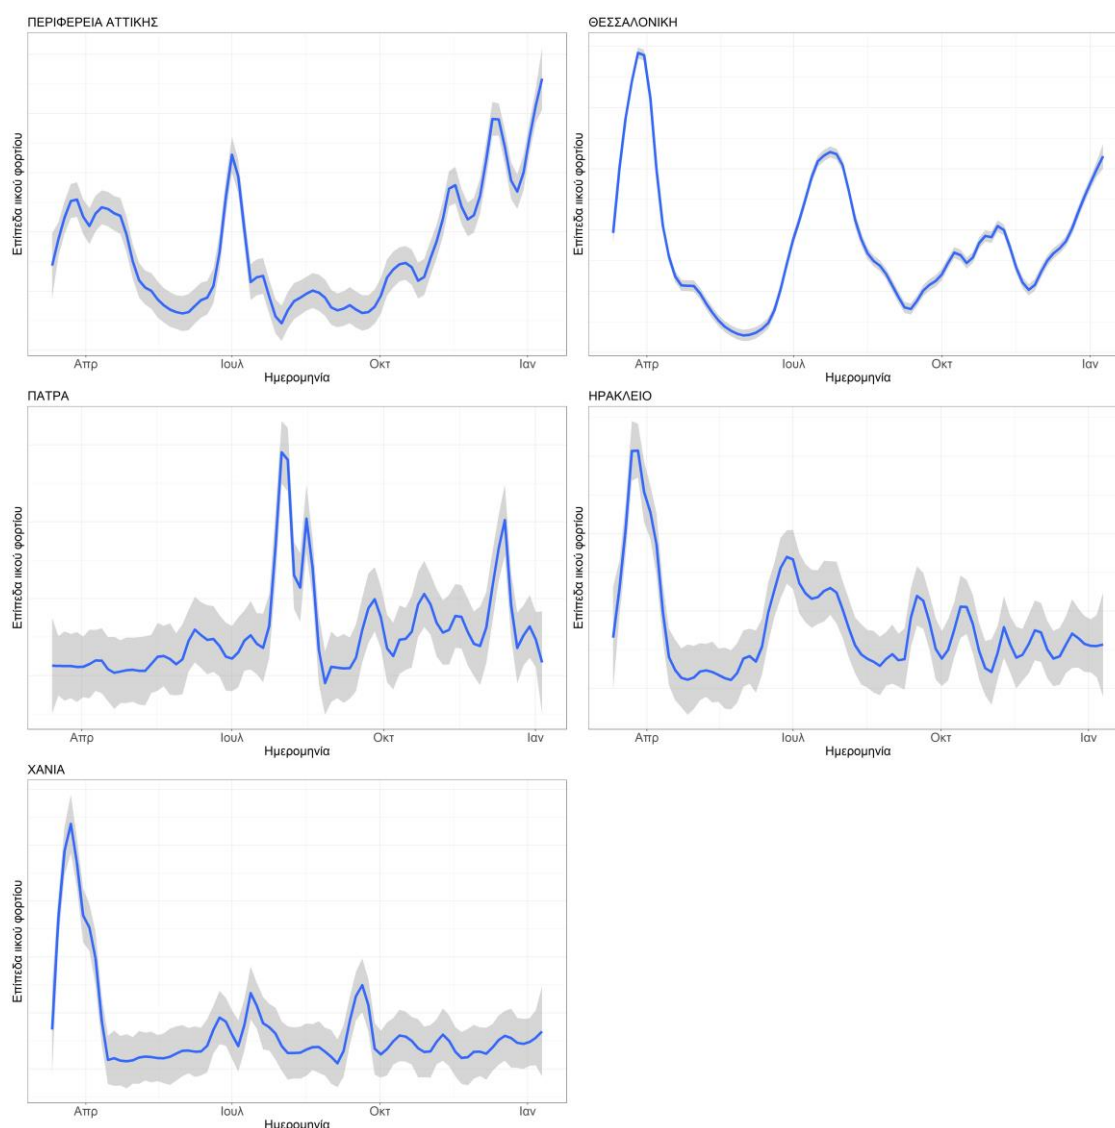 ΠΕΡΙΦΕΡΕΙΑ ΑΤΤΙΚΗΣ
Επίπεδα ιικού φορτίου
Απρ Ιουλ Οκτ Ιαν
Ημερομηνία
ΘΕΣΣΑΛΟΝΙΚΗ
Επίπεδα ιικού φορτίου
Απρ Ιουλ Οκτ Ιαν
Ημερομηνία
ΠΑΤΡΑ
Επίπεδα ιικού φορτίου
Απρ Ιουλ Οκτ Ιαν
Ημερομηνία
ΗΡΑΚΛΕΙΟ
Επίπεδα ιικού φορτίου
Απρ Ιουλ Οκτ Ιαν
Ημερομηνία
ΧΑΝΙΑ
Επίπεδα ιικού φορτίου
Απρ Ιουλ Οκτ Ιαν
Ημερομηνία